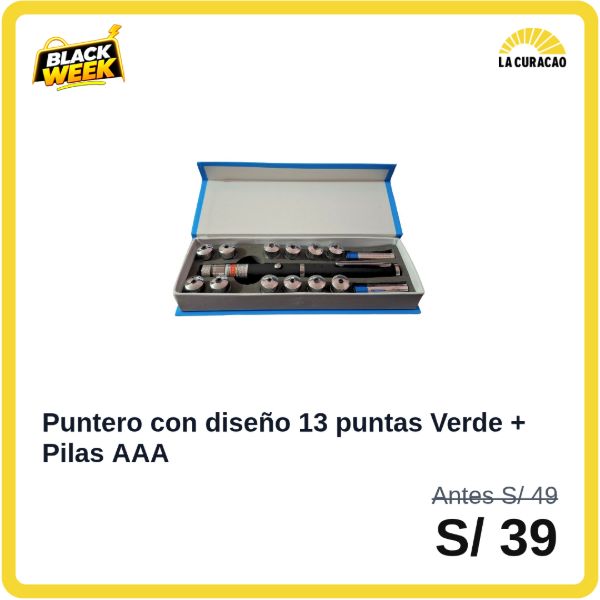 BLACK
WEEK
LA CURACAO
Puntero con diseño 13 puntas Verde +
Pilas AAA
Antes S/ 49
S/ 39